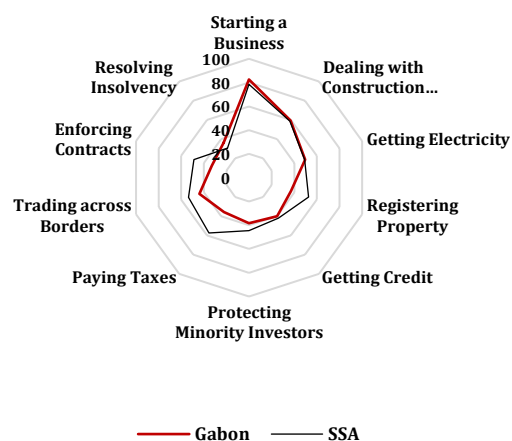 Starting a
Business
Dealing with
Construction…
Getting Electricity
Registering
Property
Getting Credit
Protecting
Minority Investors
Paying Taxes
Trading across
Borders
Enforcing
Contracts
Resolving
Insolvency
100
80
60
40
20
0
Gabon
SSA